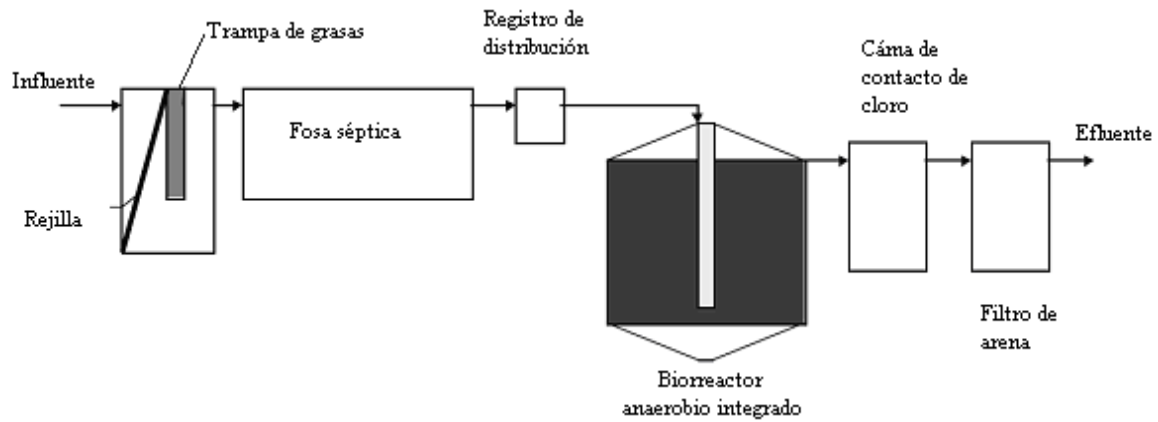 Trampa de grasas
Registro de
distribución
Cáma de
contacto de
cloro
Influente
Fosa séptica
Efluente
Rejilla
Filtro de
arena
Biorreactor
anaerobio integrado